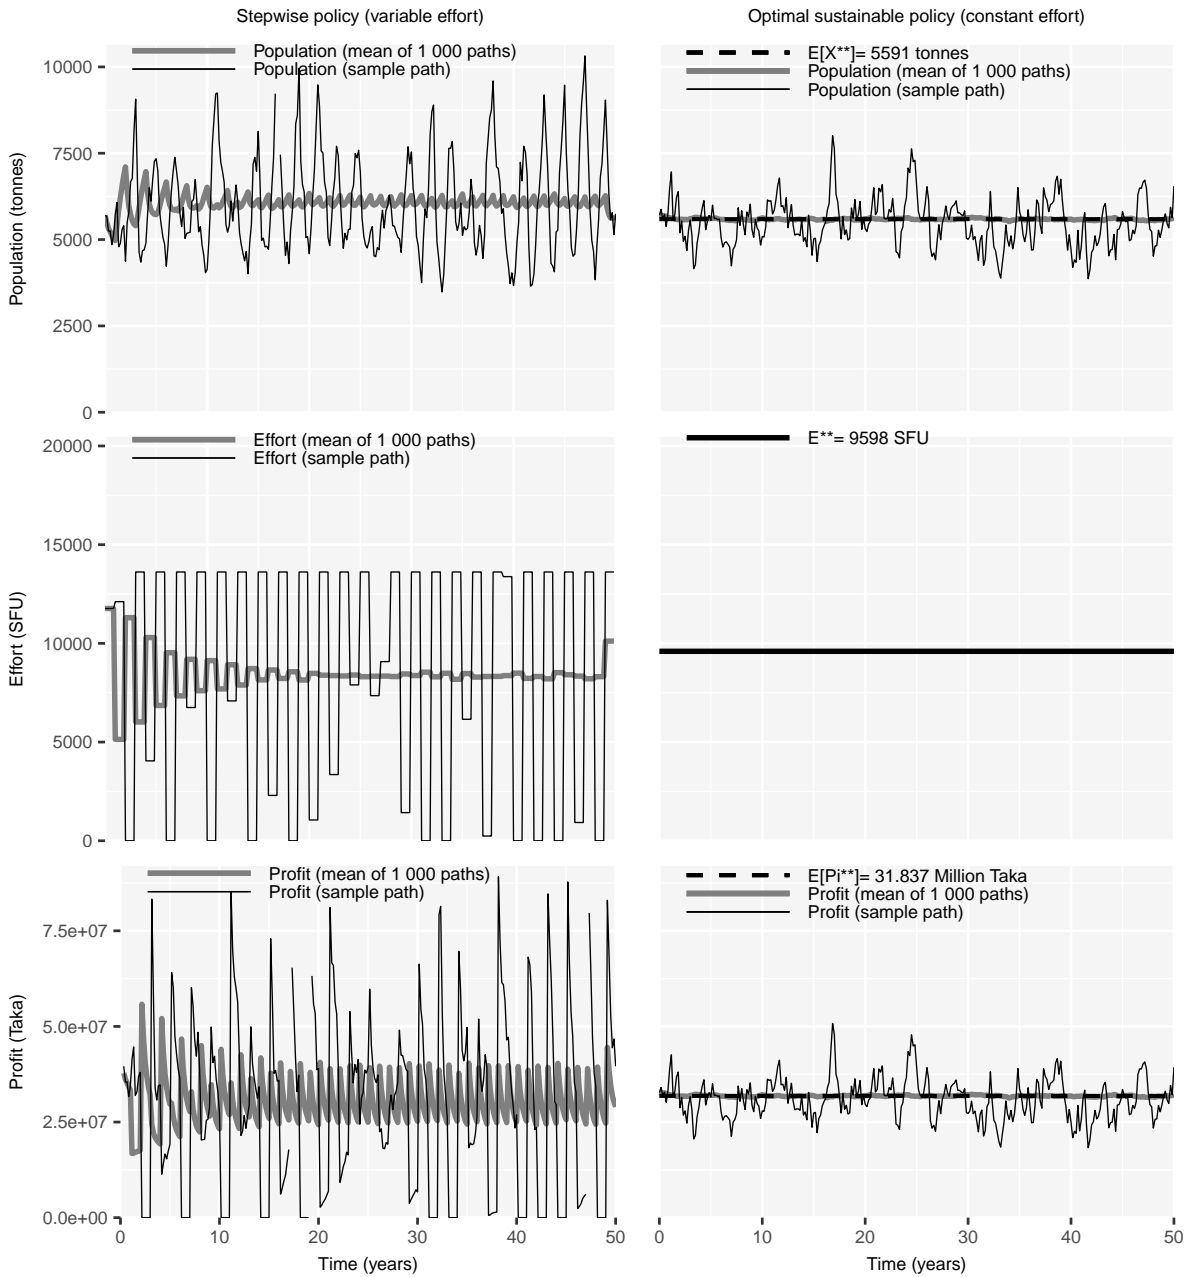 Stepwise policy (variable effort)
Optimal sustainable policy (constant effort)
Population (mean of 1 000 paths)
Population (sample path)
10000
7500
5000
2500
0
Population (tonnes)
E[X**]= 5591 tonnes
Population (mean of 1 000 paths)
Population (sample path)
Effort (mean of 1 000 paths)
Effort (sample path)
20000
15000
10000
5000
0
Effort (SFU)
E**= 9598 SFU
Profit (mean of 1 000 paths)
Profit (sample path)
7.5e+07
5.0e+07
2.5e+07
0.0e+00
Profit (Taka)
0 10 20 30 40 50
Time (years)
E[Pi**]= 31.837 Million Taka
Profit (mean of 1 000 paths)
Profit (sample path)
0 10 20 30 40 50
Time (years)